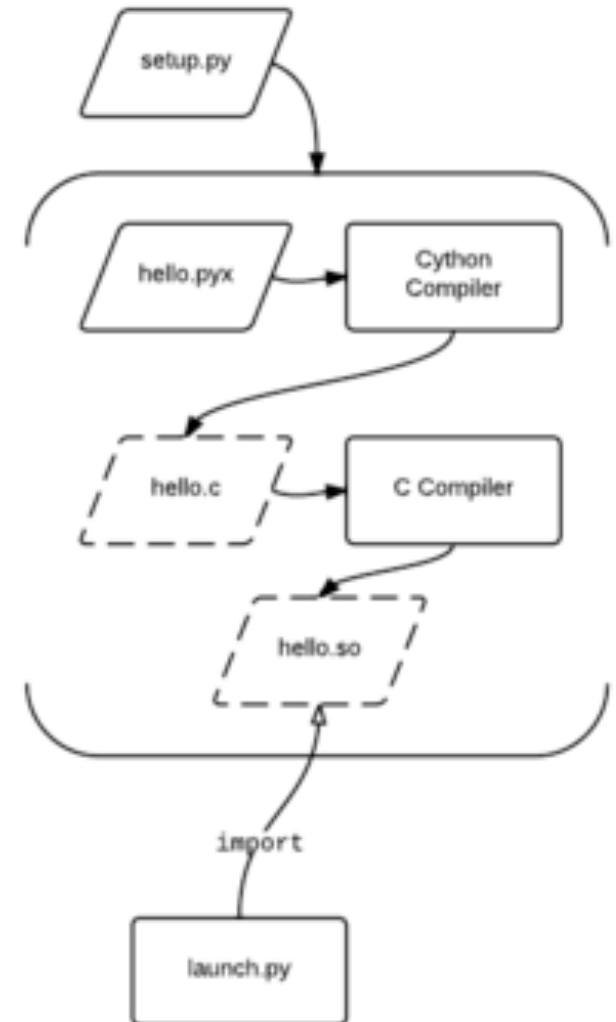 setup.py
hello.pyx
Cython
Compiler
hello.c
C Compiler
hello.so
import
launch.py